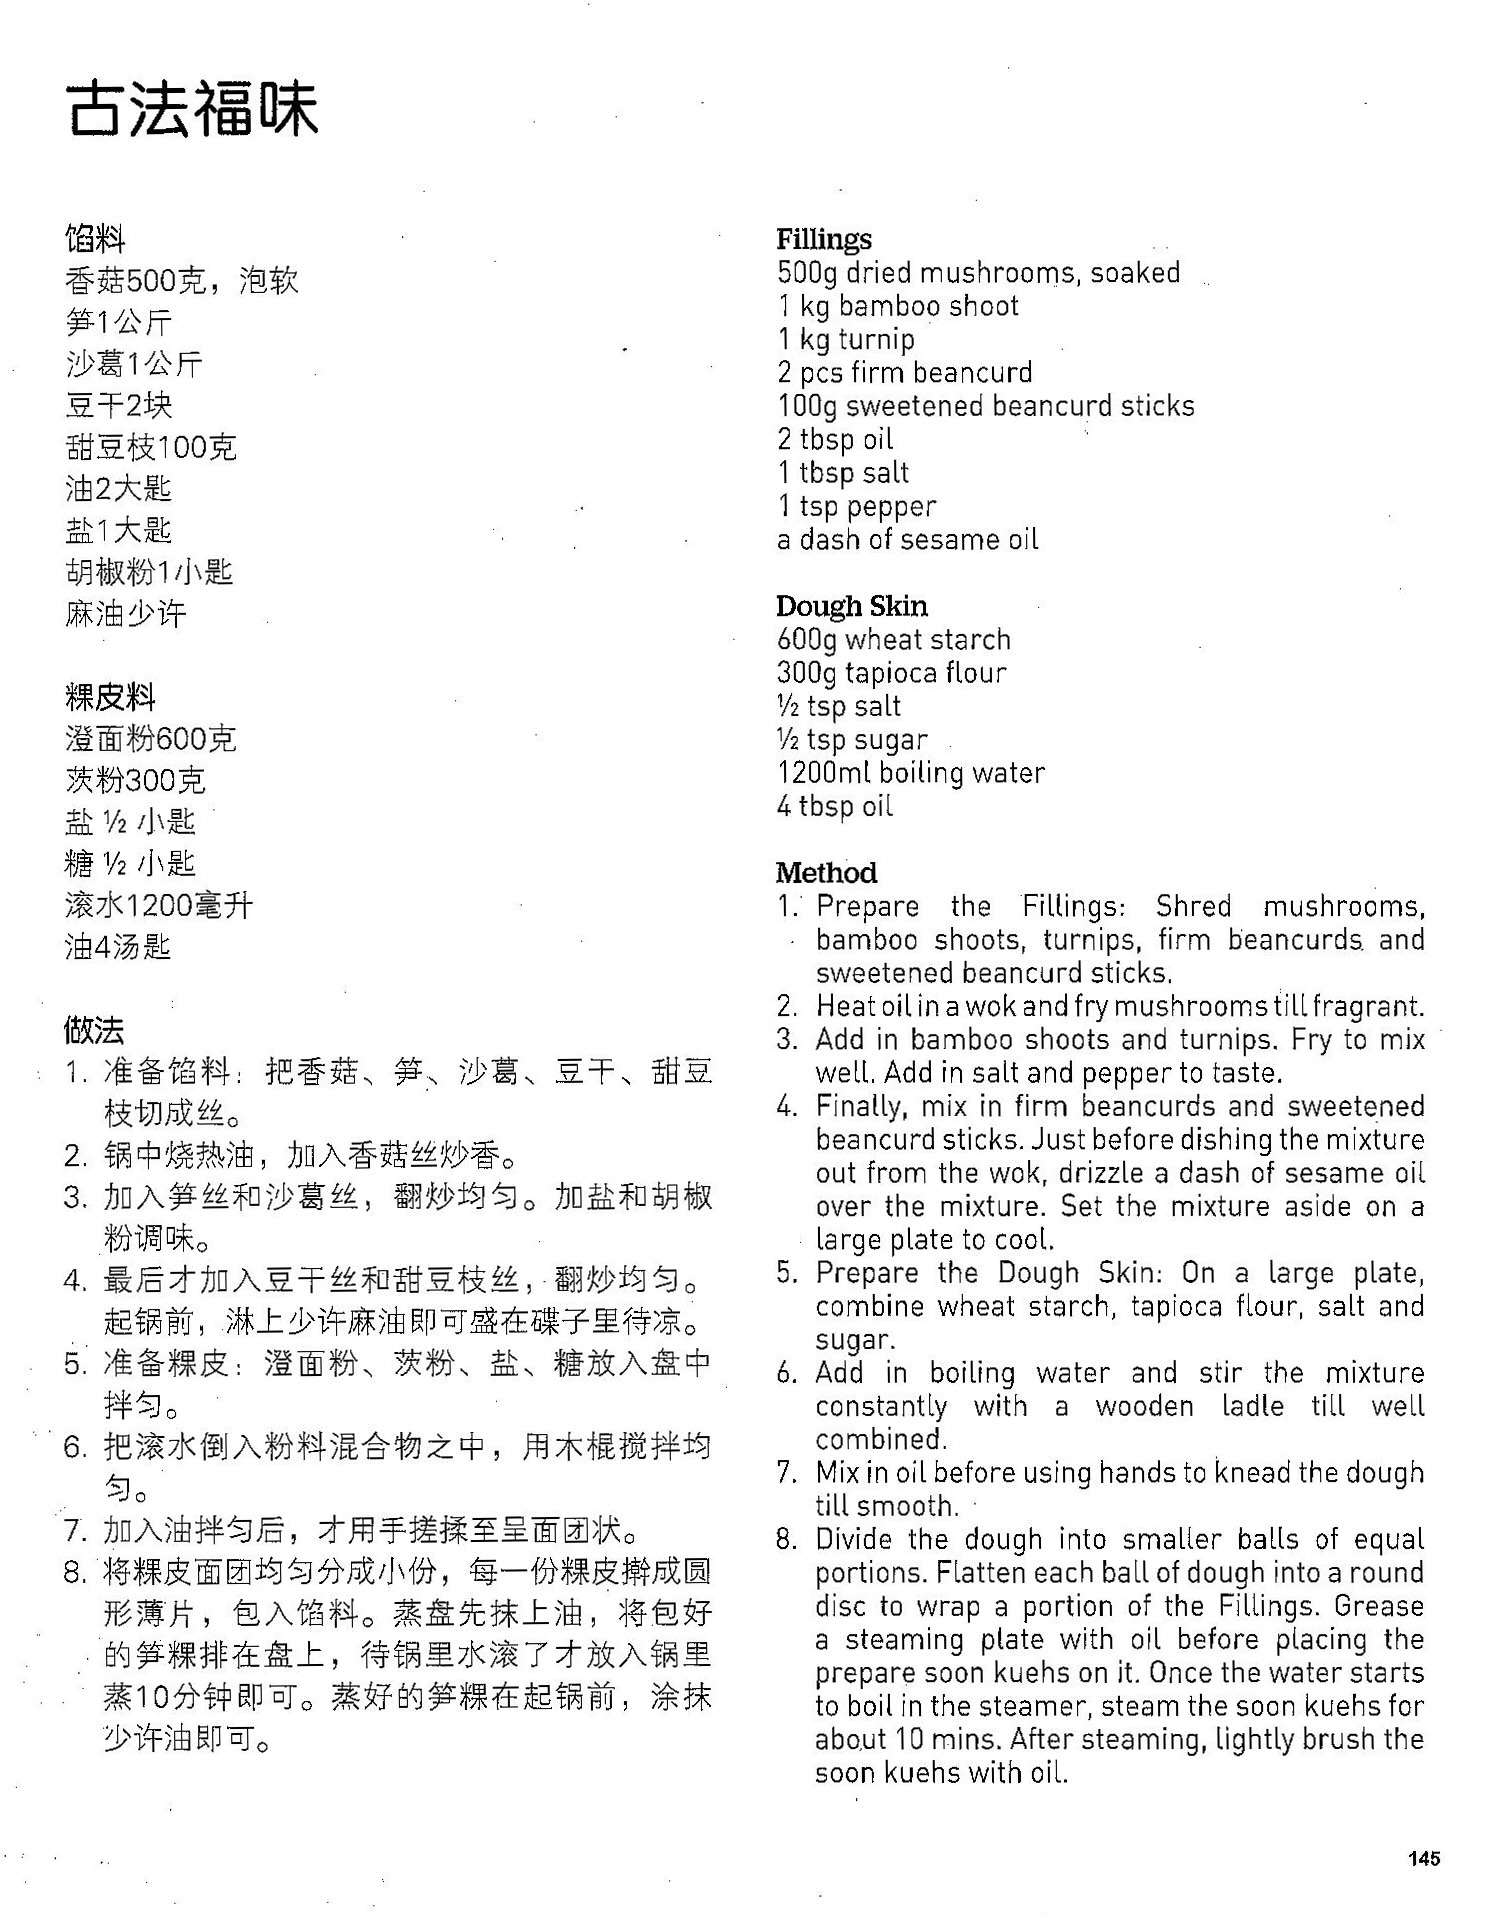 古法福味
馅料
香菇500克，泡软
笋1公斤
沙葛1公斤
豆干2块
甜豆枝100克
油2大匙
盐1大匙
胡椒粉1小匙
麻油少许
粿皮料
澄面粉600克
茨粉300克
盐 ½ 小匙
糖 ½ 小匙
滚水1200毫升
油4汤匙
做法
1. 准备馅料：把香菇、笋、沙葛、豆干、甜豆
枝切成丝。
2. 锅中烧热油，加入香菇丝炒香。
3. 加入笋丝和沙葛丝，翻炒均匀。加盐和胡椒
粉调味。
4. 最后才加入豆干丝和甜豆枝丝，翻炒均匀。
起锅前，淋上少许麻油即可盛在碟子里待凉。
5. 准备粿皮：澄面粉、茨粉、盐、糖放入盘中
拌匀。
6. 把滚水倒入粉料混合物之中，用木棍搅拌均
匀。
7. 加入油拌匀后，才用手搓揉至呈面团状。
8. 将粿皮面团均匀分成小份，每一份粿皮擀成圆
形薄片，包入馅料。蒸盘先抹上油，将包好
的笋粿排在盘上，待锅里水滚了才放入锅里
蒸10分钟即可。蒸好的笋粿在起锅前，涂抹
少许油即可。
Fillings
500g dried mushrooms, soaked
1 kg bamboo shoot
1 kg turnip
2 pcs firm beancurd
100g sweetened beancurd sticks
2 tbsp oil
1 tbsp salt
1 tsp pepper
a dash of sesame oil
Dough Skin
600g wheat starch
300g tapioca flour
½ tsp salt
½ tsp sugar
1200ml boiling water
4 tbsp oil
Method
1. Prepare the Fillings: Shred mushrooms,
bamboo shoots, turnips, firm beancurds and
sweetened beancurd sticks.
2. Heat oil in a wok and fry mushrooms till fragrant.
3. Add in bamboo shoots and turnips. Fry to mix
well. Add in salt and pepper to taste.
4. Finally, mix in firm beancurds and sweetened
beancurd sticks. Just before dishing the mixture
out from the wok, drizzle a dash of sesame oil
over the mixture. Set the mixture aside on a
large plate to cool.
5. Prepare the Dough Skin: On a large plate,
combine wheat starch, tapioca flour, salt and
sugar.
6. Add in boiling water and stir the mixture
constantly with a wooden ladle till well
combined.
7. Mix in oil before using hands to knead the dough
till smooth.
8. Divide the dough into smaller balls of equal
portions. Flatten each ball of dough into a round
disc to wrap a portion of the Fillings. Grease
a steaming plate with oil before placing the
prepare soon kuehs on it. Once the water starts
to boil in the steamer, steam the soon kuehs for
about 10 mins. After steaming, lightly brush the
soon kuehs with oil.
145